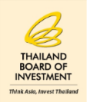 THAILAND
BOARD OF
INVESTMENT
Think Asia, Invest Thailand